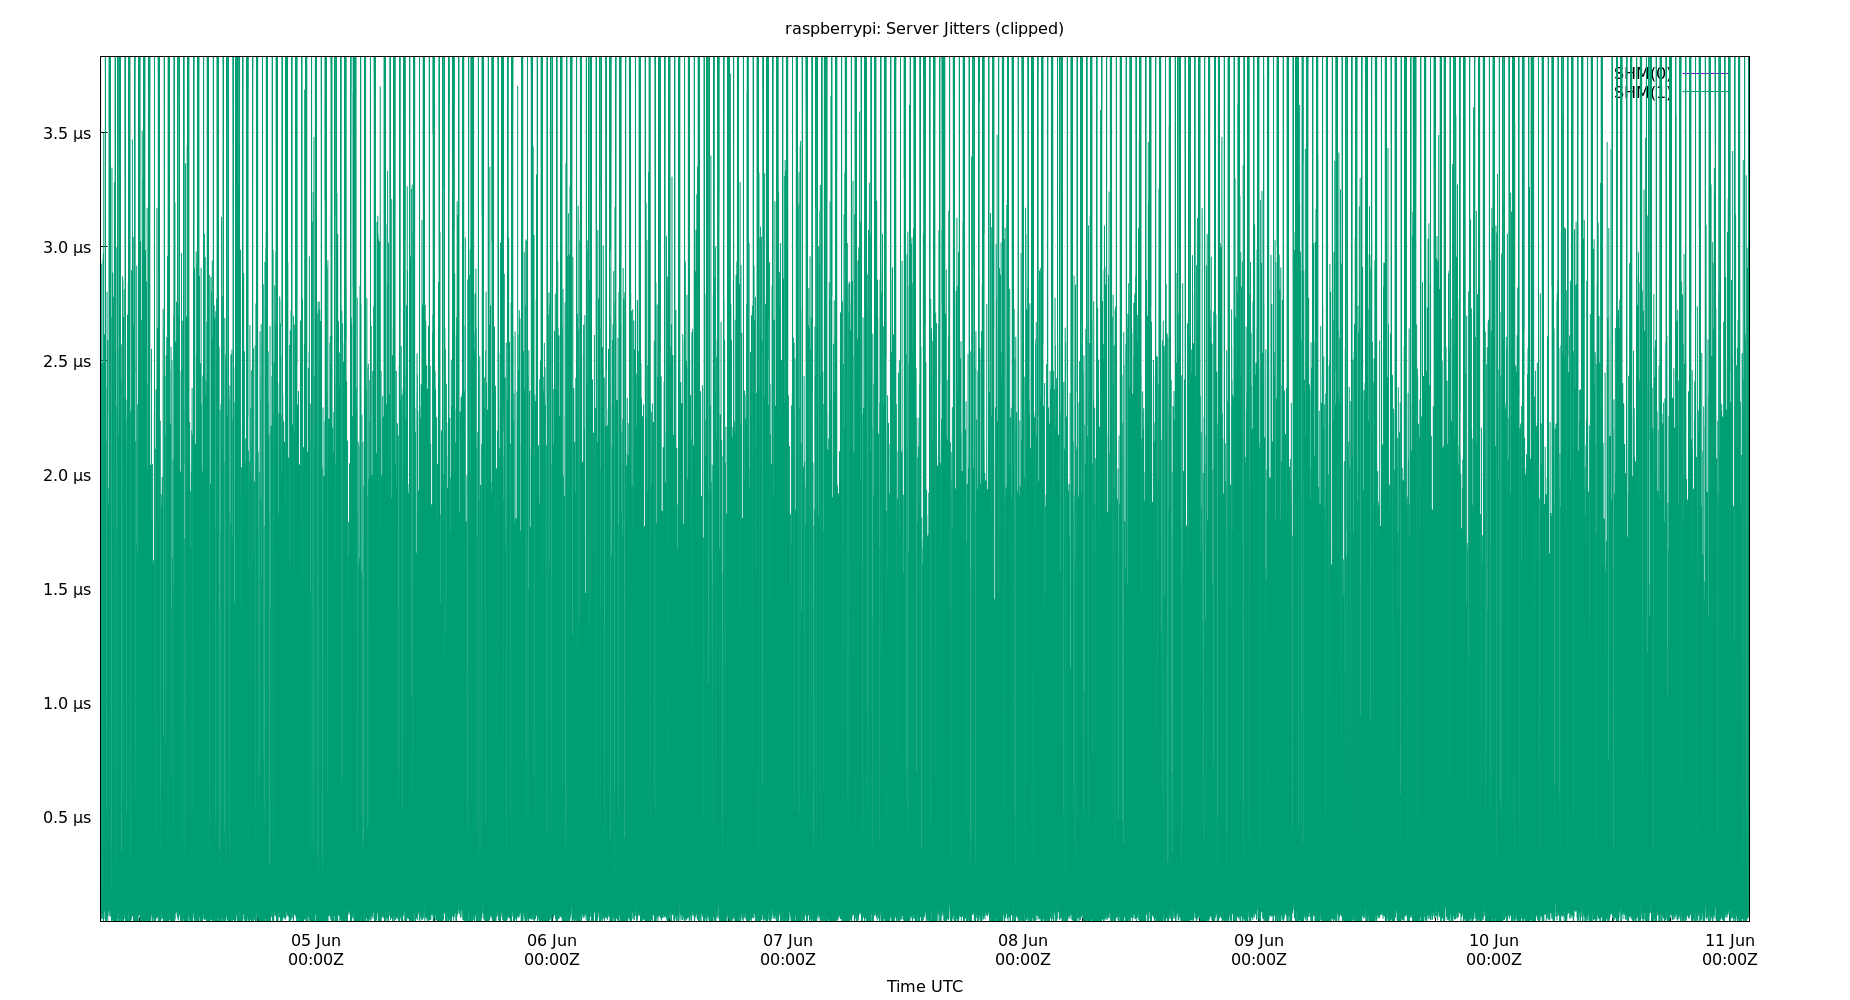 raspberrypi: Server Jitters (clipped)
SHM(0)
SHM(1)
3.5 µs
3.0 µs
2.5 µs
2.0 µs
1.5 µs
1.0 µs
0.5 µs
05 Jun 06 Jun 07 Jun 08 Jun 09 Jun 10 Jun 11 Jun
00:00Z 00:00Z 00:00Z 00:00Z 00:00Z 00:00Z 00:00Z
Time UTC